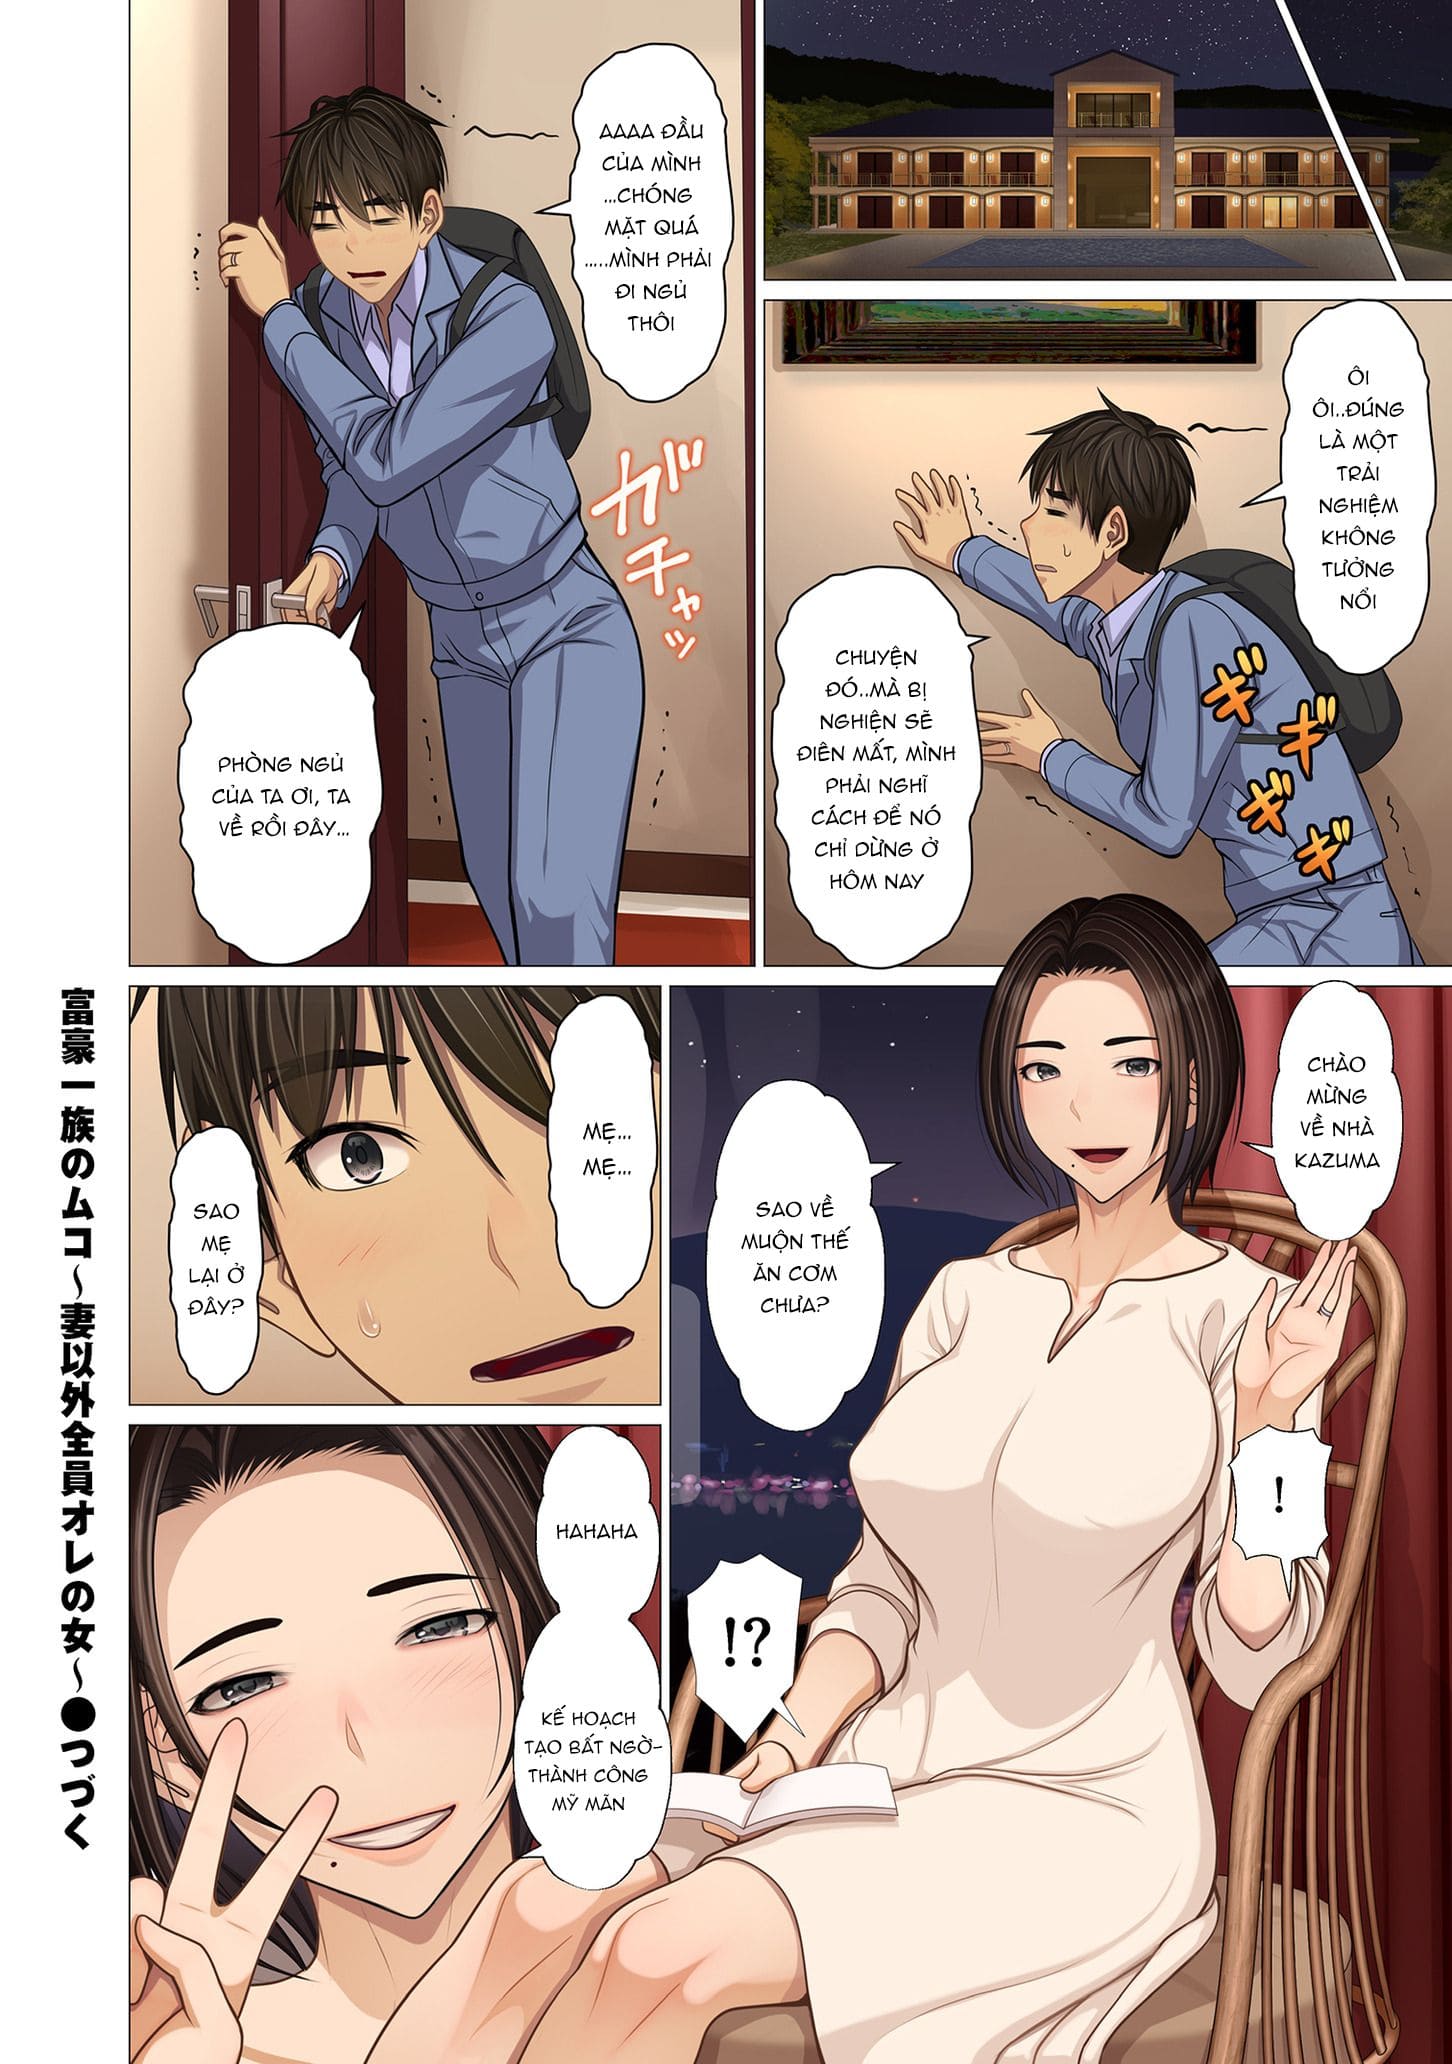 ÔI
ÔI..ĐÚNG
LÀ MỘT
TRẢI
NGHIỆM
KHÔNG
TƯỞNG
NỔI
ギギギギ
CHUYỆN
ĐÓ..MÀ BỊ
NGHIỆN SẼ
ĐIÊN MẤT, MÌNH
PHẢI NGHĨ
CÁCH ĐỂ NÓ
CHỈ DỪNG Ở
HÔM NAY
AAAA ĐẦU
CỦA MÌNH
...CHÓNG
MẶT QUÁ
.....MÌNH PHẢI
ĐI NGỦ
THÔI
ガチャッ
PHÒNG NGỦ
CỦA TA ƠI, TA
VỀ RỒI ĐÂY...
CHÀO
MỪNG
VỀ NHÀ
KAZUMA
SAO VỀ
MUỘN THẾ
ĂN CƠM
CHƯA?
!
!?
MẸ...
MẸ...
SAO
MẸ
LẠI Ở
ĐÂY?
HAHAHA
KẾ HOẠCH
TẠO BẤT NGỜ-
THÀNH CÔNG
MỸ MÃN
富豪一族のムコ～妻以外全員オレの女～●つづく